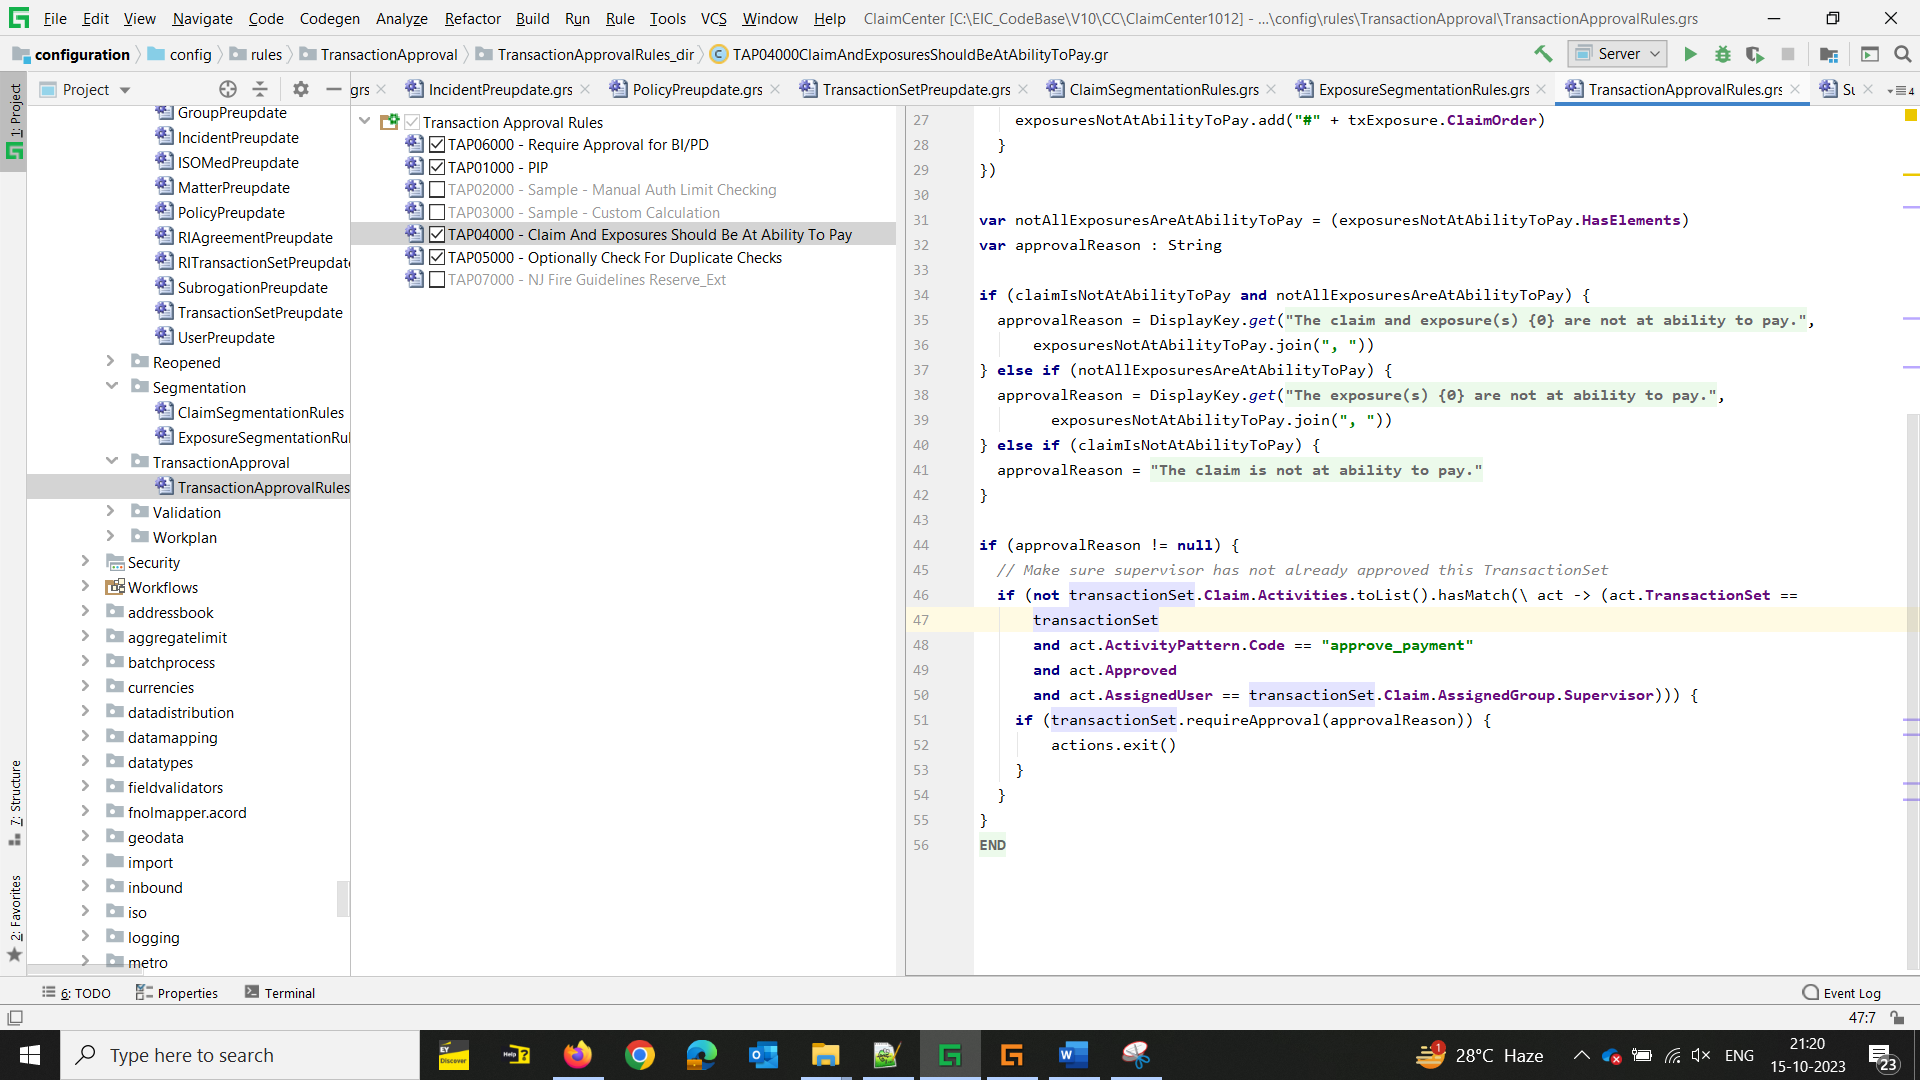 File Edit View Navigate Code Codegen Analyze Refactor Build Run Rule Tools VCS Window Help ClaimCenter [C:\EIC_CodeBase\V10\CC\ClaimCenter1012] - ...\config\rules\TransactionApproval\TransactionApprovalRules.grs
configuration config rules TransactionApproval TransactionApprovalRules_dir TAP04000ClaimAndExposuresShouldBeAtAbilityToPay.gr Server
1: Project
7: Structure
2: Favorites
Project
grs IncidentPreupdate.grs PolicyPreupdate.grs TransactionSetPreupdate.grs ClaimSegmentationRules.grs ExposureSegmentationRules.grs TransactionApprovalRules.grs Su 4
GroupPreupdate
IncidentPreupdate
ISOMedPreupdate
MatterPreupdate
PolicyPreupdate
RIAgreementPreupdate
RITransactionSetPreupdat
SubrogationPreupdate
TransactionSetPreupdate
UserPreupdate
Reopened
Segmentation
ClaimSegmentationRules
ExposureSegmentationRul
TransactionApproval
TransactionApprovalRules
Validation
Workplan
Security
Workflows
addressbook
aggregatelimit
batchprocess
currencies
datadistribution
datamapping
datatypes
fieldvalidators
fnolmapper.acord
geodata
import
inbound
iso
logging
metro
Transaction Approval Rules
TAP06000 - Require Approval for BI/PD
TAP01000 - PIP
TAP02000 - Sample - Manual Auth Limit Checking
TAP03000 - Sample - Custom Calculation
TAP04000 - Claim And Exposures Should Be At Ability To Pay
TAP05000 - Optionally Check For Duplicate Checks
TAP07000 - NJ Fire Guidelines Reserve_Ext
27 exposuresNotAtAbilityToPay.add("#" + txExposure.ClaimOrder)
28 }
29 })
30
31 var notAllExposuresAreAtAbilityToPay = (exposuresNotAtAbilityToPay.HasElements)
32 var approvalReason : String
33
34 if (claimIsNotAtAbilityToPay and notAllExposuresAreAtAbilityToPay) {
35 approvalReason = DisplayKey.get("The claim and exposure(s) {0} are not at ability to pay.",
36 exposuresNotAtAbilityToPay.join(", "))
37 } else if (notAllExposuresAreAtAbilityToPay) {
38 approvalReason = DisplayKey.get("The exposure(s) {0} are not at ability to pay.",
39 exposuresNotAtAbilityToPay.join(", "))
40 } else if (claimIsNotAtAbilityToPay) {
41 approvalReason = "The claim is not at ability to pay."
42 }
43
44 if (approvalReason != null) {
45 // Make sure supervisor has not already approved this TransactionSet
46 if (not transactionSet.Claim.Activities.toList().hasMatch(\ act -> (act.TransactionSet ==
47 transactionSet
48 and act.ActivityPattern.Code == "approve_payment"
49 and act.Approved
50 and act.AssignedUser == transactionSet.Claim.AssignedGroup.Supervisor))) {
51 if (transactionSet.requireApproval(approvalReason)) {
52 actions.exit()
53 }
54 }
55 }
56 END
6: TODO Properties Terminal Event Log
47:7
Type here to search
EY Discover
Help ?
28°C Haze
ENG
21:20
15-10-2023
23